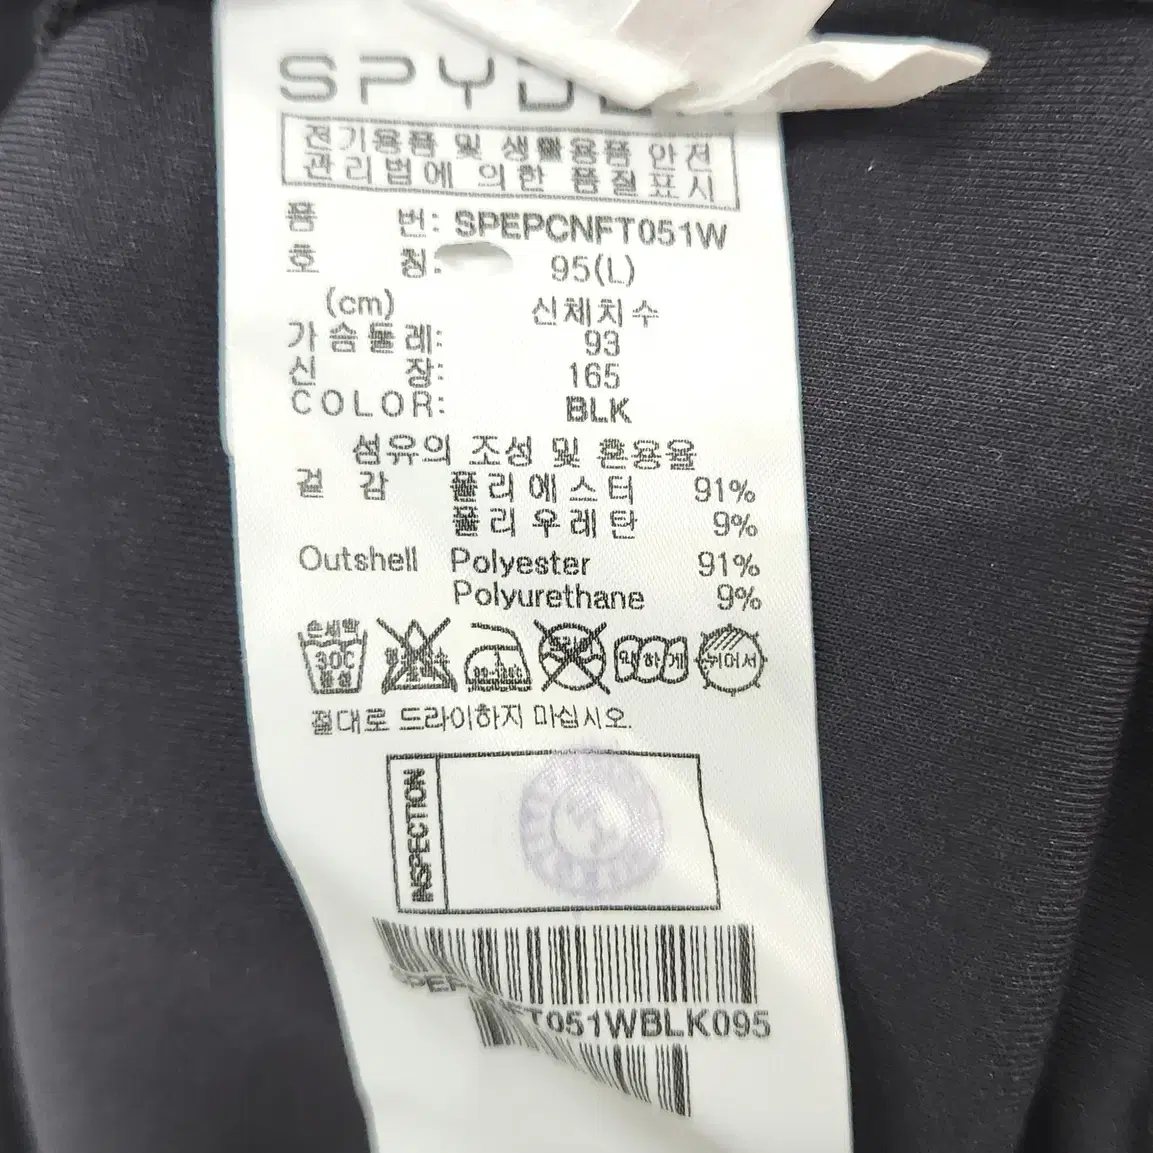 SPYDER
전기용품 및 생활용품 안전
관리법에 의한 품질표시
품 번: SPEPCNFT051W
호 칭: 95(L)
(cm) 신체치수
가슴둘레: 93
신 장: 165
COLOR: BLK
섬유의 조성 및 혼용율
겉 감 폴리에스터 91%
폴리우레탄 9%
Outshell Polyester 91%
Polyurethane 9%
손세탁
30C
중성
약하게
뉘어서
절대로 드라이하지 마십시오.
INSPECTION
T051WBLK095